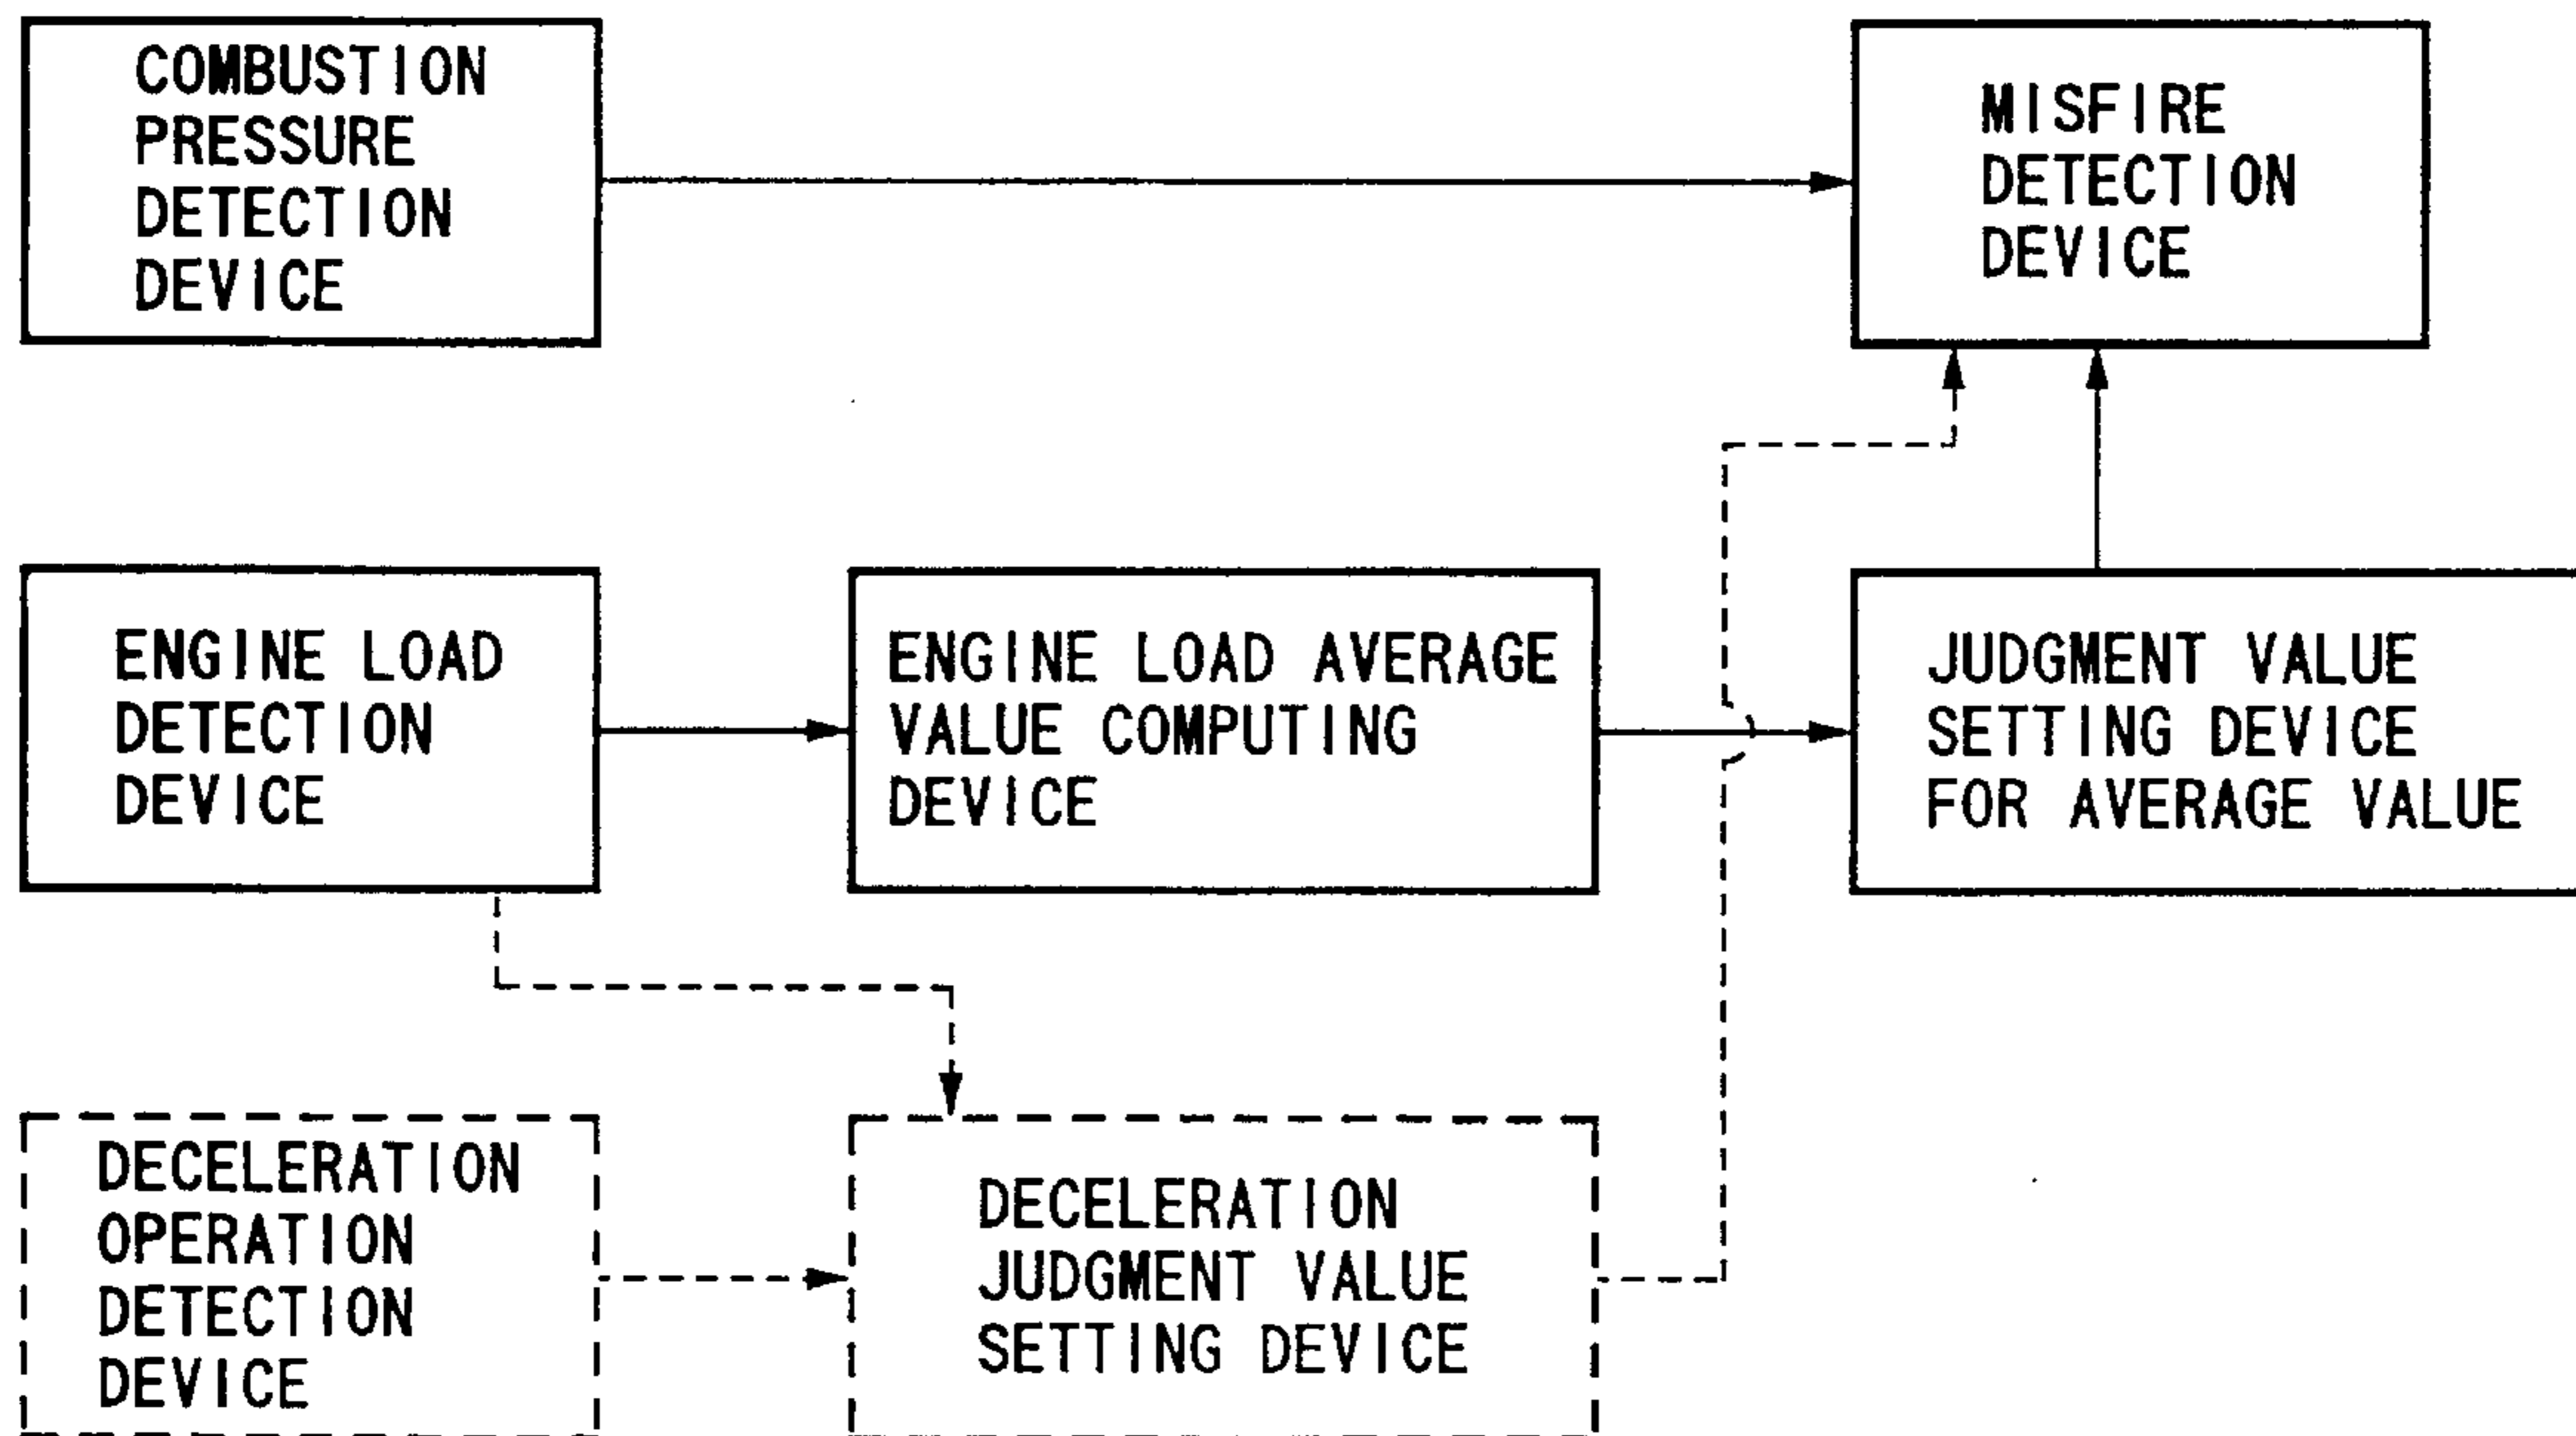 COMBUSTION
PRESSURE
DETECTION
DEVICE
MISFIRE
DETECTION
DEVICE
ENGINE LOAD
DETECTION
DEVICE
ENGINE LOAD AVERAGE
VALUE COMPUTING
DEVICE
JUDGMENT VALUE
SETTING DEVICE
FOR AVERAGE VALUE
DECELERATION
OPERATION
DETECTION
DEVICE
DECELERATION
JUDGMENT VALUE
SETTING DEVICE